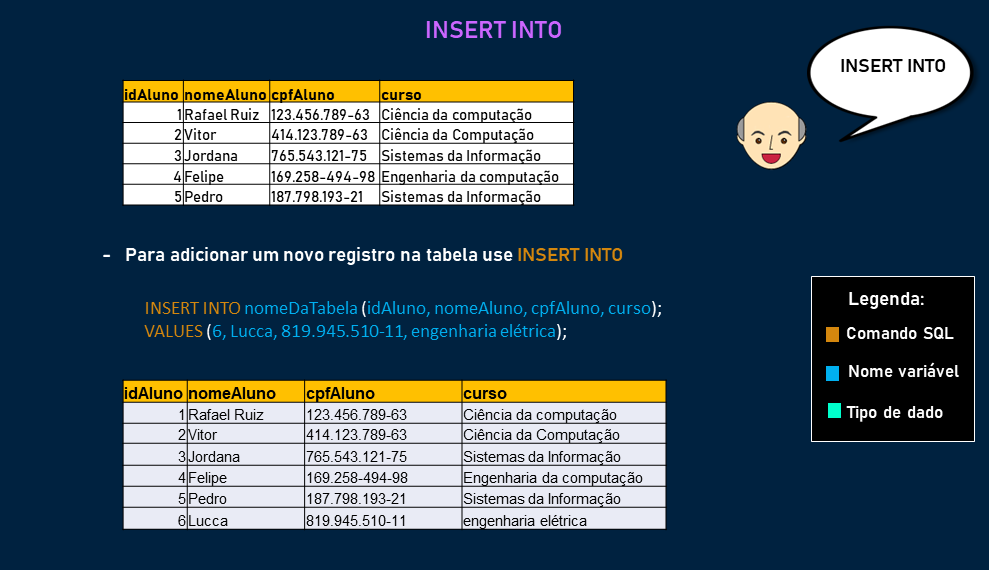 INSERT INTO
INSERT INTO
idAluno nomeAluno cpfAluno curso
1 Rafael Ruiz 123.456.789-63 Ciência da computação
2 Vitor 414.123.789-63 Ciência da Computação
3 Jordana 765.543.121-75 Sistemas da Informação
4 Felipe 169.258-494-98 Engenharia da computação
5 Pedro 187.798.193-21 Sistemas da Informação
- Para adicionar um novo registro na tabela use INSERT INTO
INSERT INTO nomeDaTabela (idAluno, nomeAluno, cpfAluno, curso);
VALUES (6, Lucca, 819.945.510-11, engenharia elétrica);
Legenda:
Comando SQL
Nome variável
Tipo de dado
idAluno nomeAluno cpfAluno curso
1 Rafael Ruiz 123.456.789-63 Ciência da computação
2 Vitor 414.123.789-63 Ciência da Computação
3 Jordana 765.543.121-75 Sistemas da Informação
4 Felipe 169.258-494-98 Engenharia da computação
5 Pedro 187.798.193-21 Sistemas da Informação
6 Lucca 819.945.510-11 engenharia elétrica